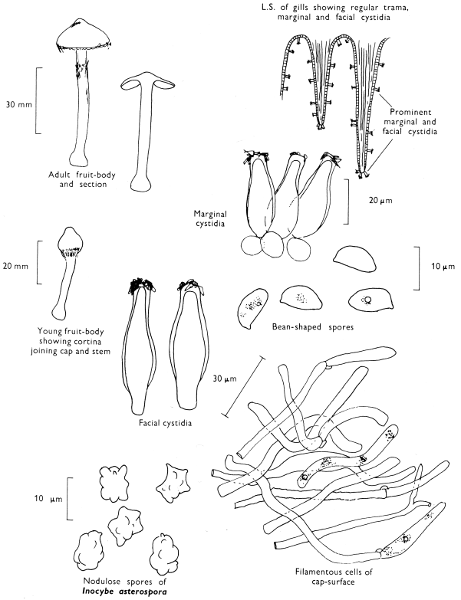 L.S. of gills showing regular trama,
marginal and facial cystidia
30 mm
Adult fruit-body
and section
Prominent
marginal and
facial cystidia
20 μm
Marginal
cystidia
20 mm
10 μm
Young fruit-body
showing cortina
joining cap and stem
Bean-shaped spores
30 μm
Facial cystidia
10 μm
Nodulose spores of
Inocybe asterospora
Filamentous cells of
cap-surface